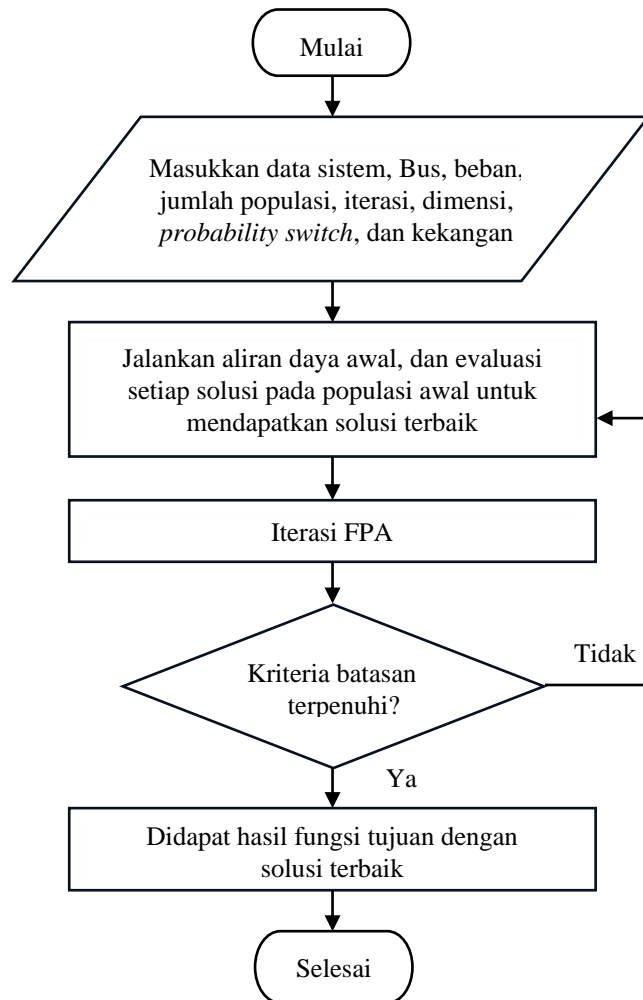 Mulai
Masukkan data sistem, Bus, beban,
jumlah populasi, iterasi, dimensi,
probability switch, dan kekangan
Jalankan aliran daya awal, dan evaluasi
setiap solusi pada populasi awal untuk
mendapatkan solusi terbaik
Iterasi FPA
Kriteria batasan
terpenuhi?
Tidak
Ya
Didapat hasil fungsi tujuan dengan
solusi terbaik
Selesai